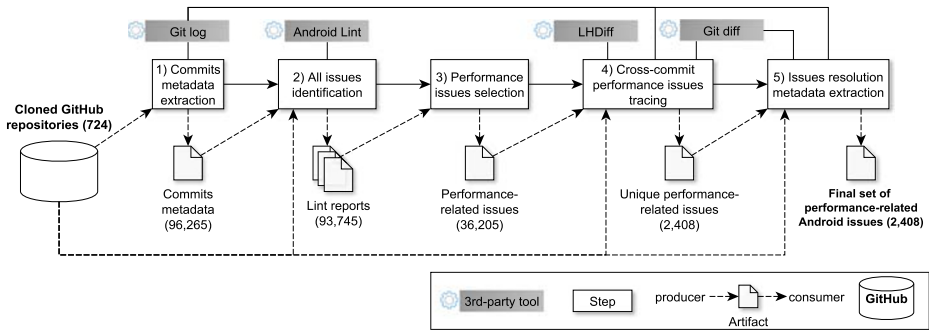 Git log
Android Lint
LHDiff
Git diff
1) Commits
metadata
extraction
2) All issues
identification
3) Performance
issues selection
4) Cross-commit
performance issues
tracing
5) Issues resolution
metadata extraction
Cloned GitHub
repositories (724)
Commits
metadata
(96,265)
Lint reports
(93,745)
Performance-
related issues
(36,205)
Unique performance-
related issues
(2,408)
Final set of
performance-related
Android issues (2,408)
3rd-party tool
Step
producer
consumer
Artifact
GitHub